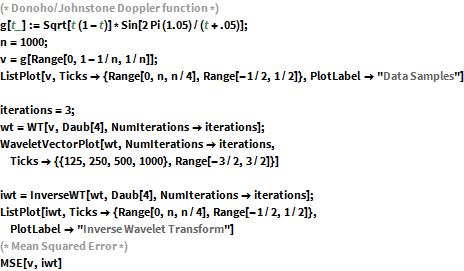 (* Donoho/Johnstone Doppler function *)
g[t_] := Sqrt[t (1 - t)] * Sin[2 Pi (1.05) / (t + .05)];
n = 1000;
v = g[Range[0, 1 - 1/n, 1/n]];
ListPlot[v, Ticks → {Range[0, n, n/4], Range[-1/2, 1/2]}, PlotLabel → "Data Samples"]
iterations = 3;
wt = WT[v, Daub[4], NumIterations → iterations];
WaveletVectorPlot[wt, NumIterations → iterations,
Ticks → {{125, 250, 500, 1000}, Range[-3/2, 3/2]}]
iwt = InverseWT[wt, Daub[4], NumIterations → iterations];
ListPlot[iwt, Ticks → {Range[0, n, n/4], Range[-1/2, 1/2]},
PlotLabel → "Inverse Wavelet Transform"]
(* Mean Squared Error *)
MSE[v, iwt]